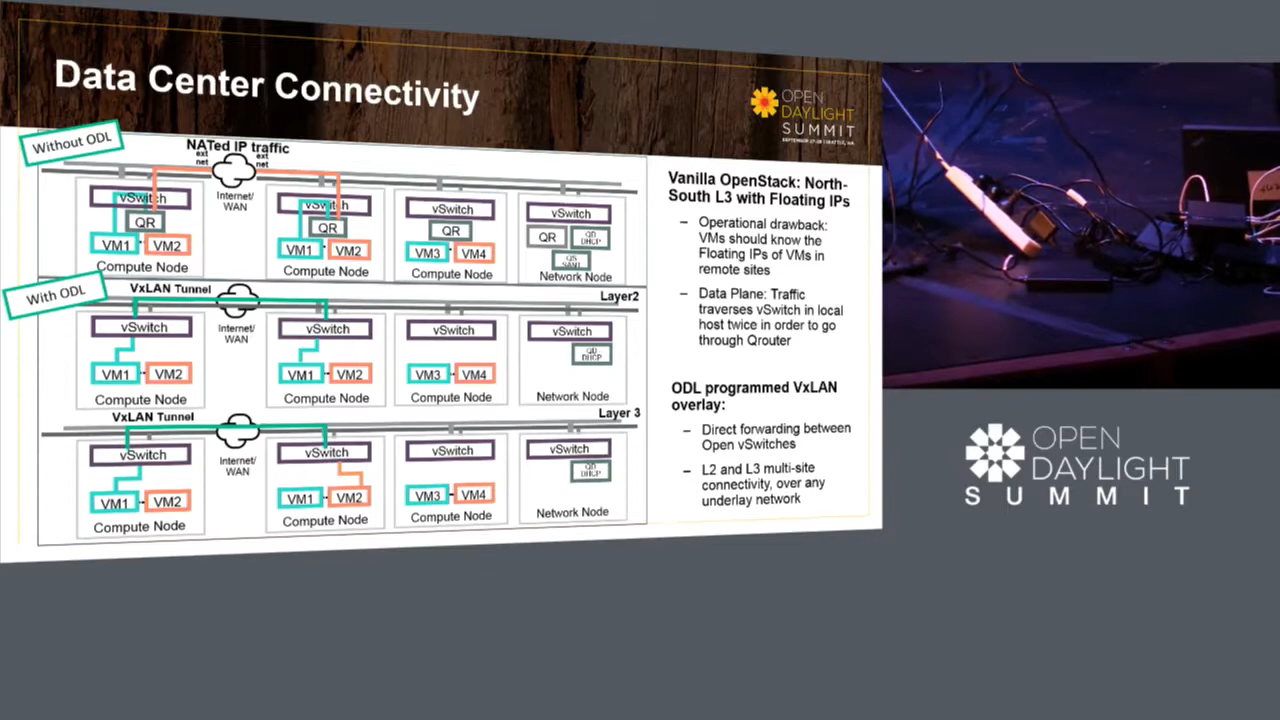 Data Center Connectivity
OPEN
DAYLIGHT
SUMMIT
Without ODL
NATed IP traffic
ext
net
ext
net
Internet/
WAN
vSwitch
vSwitch
vSwitch
vSwitch
QR
QR
QR
QR
QD
DHCP
VM1
VM2
VM1
VM2
VM3
VM4
Compute Node
Compute Node
Compute Node
Network Node
With ODL
VxLAN Tunnel
Layer2
Internet/
WAN
vSwitch
vSwitch
vSwitch
vSwitch
QD
DHCP
VM1
VM2
VM1
VM2
VM3
VM4
Compute Node
Compute Node
Compute Node
Network Node
VxLAN Tunnel
Layer 3
Internet/
WAN
vSwitch
vSwitch
vSwitch
vSwitch
QD
DHCP
VM1
VM2
VM1
VM2
VM3
VM4
Compute Node
Compute Node
Compute Node
Network Node
Vanilla OpenStack: North-
South L3 with Floating IPs
– Operational drawback:
VMs should know the
Floating IPs of VMs in
remote sites
– Data Plane: Traffic
traverses vSwitch in local
host twice in order to go
through Qrouter
ODL programmed VxLAN
overlay:
– Direct forwarding between
Open vSwitches
– L2 and L3 multi-site
connectivity, over any
underlay network
OPEN
DAYLIGHT
SUMMIT